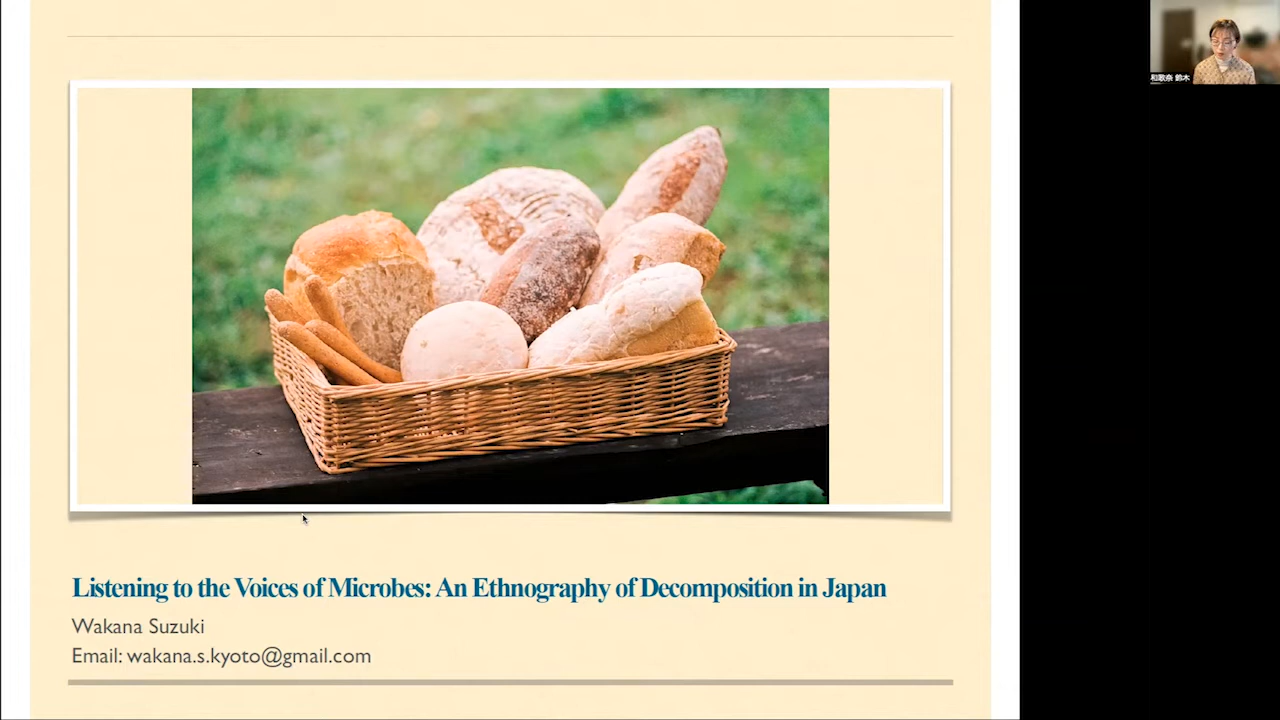 和歌奈 鈴木
Listening to the Voices of Microbes: An Ethnography of Decomposition in Japan
Wakana Suzuki
Email: wakana.s.kyoto@gmail.com